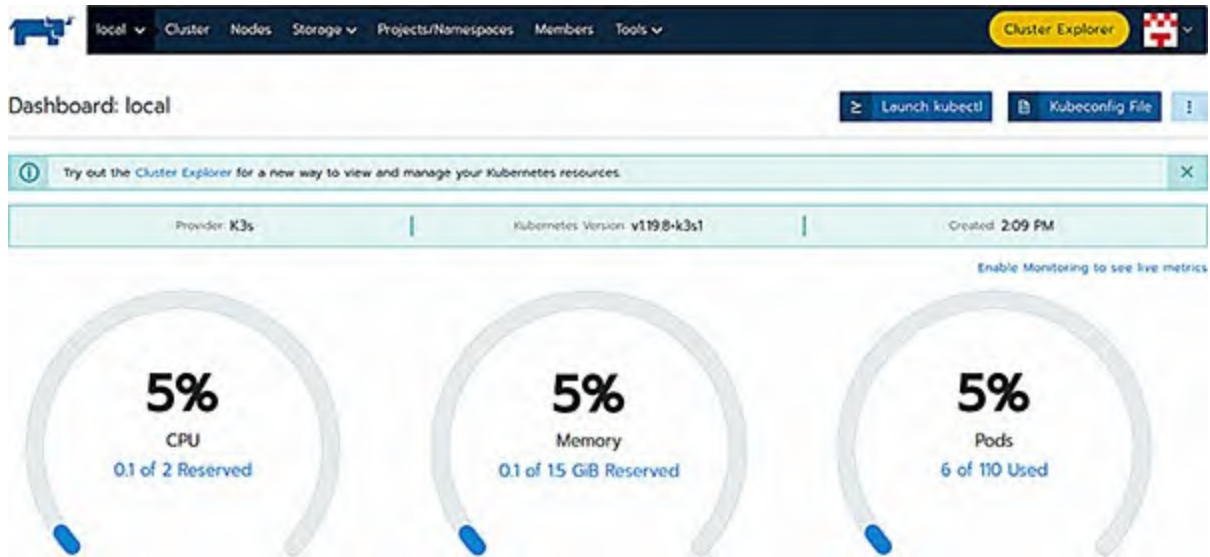 local Cluster Nodes Storage Projects/Namespaces Members Tools Cluster Explorer
Dashboard: local
Launch kubectl Kubeconfig File
Try out the Cluster Explorer for a new way to view and manage your Kubernetes resources.
Provider: K3s Kubernetes Version: v1.19.8+k3s1 Created: 2:09 PM
Enable Monitoring to see live metrics
5% 5% 5%
CPU Memory Pods
0.1 of 2 Reserved 0.1 of 1.5 GiB Reserved 6 of 110 Used